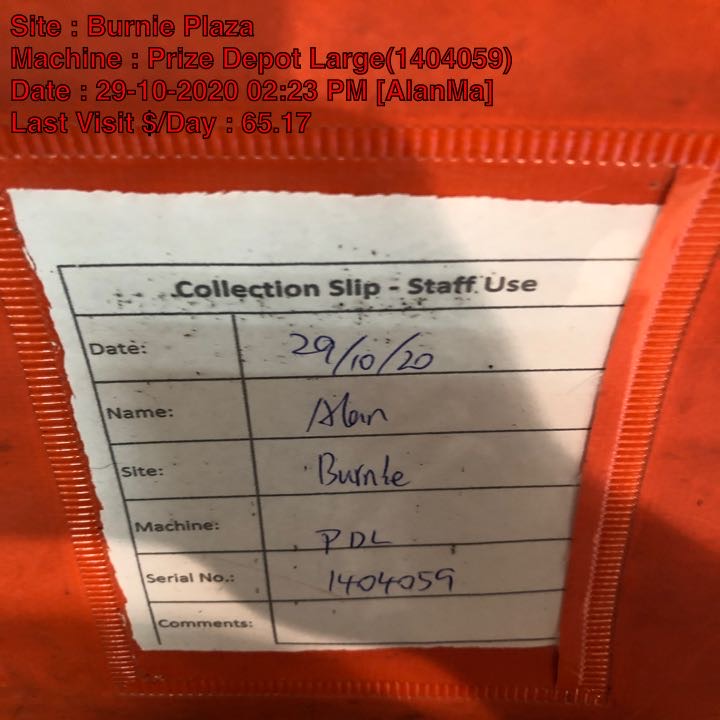 Site : Burnie Plaza
Machine : Prize Depot Large(1404059)
Date : 29-10-2020 02:23 PM [AlanMa]
Last Visit $/Day : 65.17
Collection Slip - Staff Use
Date: 29/10/20
Name: Alan
Site: Burnie
Machine: PDL
Serial No.: 1404059
Comments: